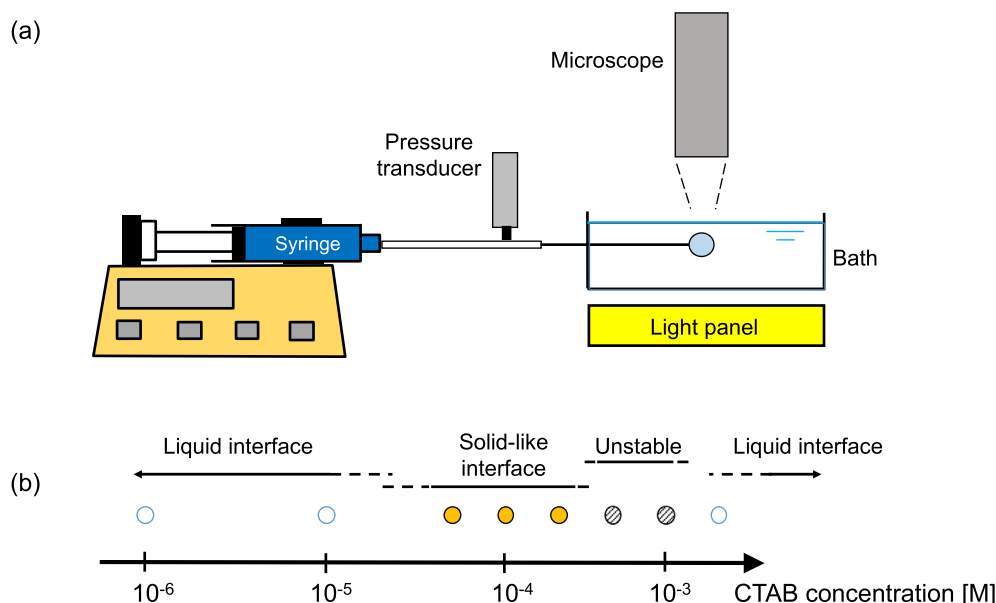 (a)
Microscope
Pressure
transducer
Syringe
Bath
Light panel
Liquid interface
Solid-like
interface
Unstable
Liquid interface
(b)
10⁻⁶
10⁻⁵
10⁻⁴
10⁻³
CTAB concentration [M]